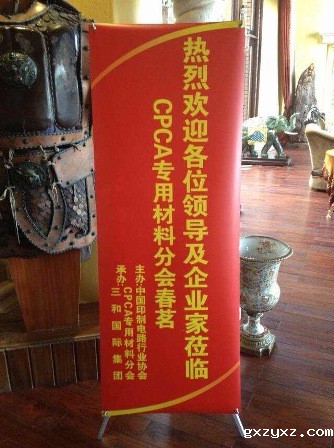 热烈欢迎各位领导及企业家莅临
CPCA专用材料分会春茗
主办:中国印制电路行业协会
CPCA专用材料分会
承办:三和国际集团
www.gxzyxz.com